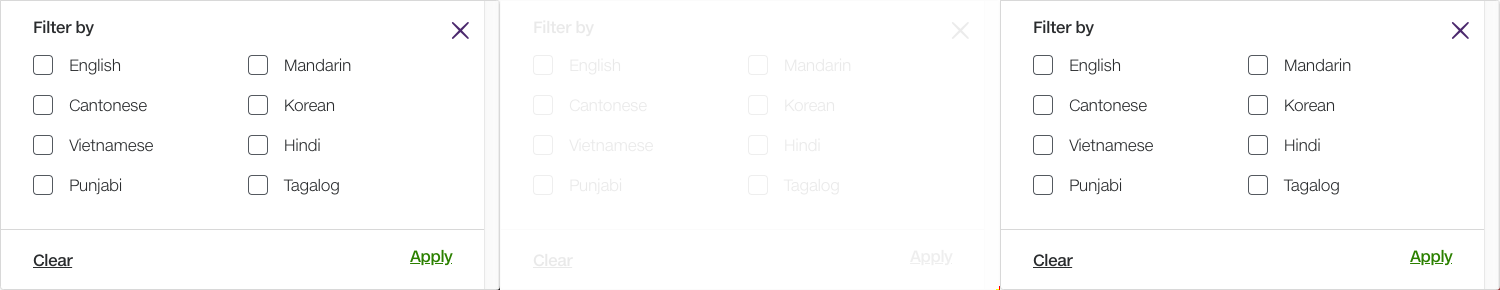 Filter by
English Mandarin
Cantonese Korean
Vietnamese Hindi
Punjabi Tagalog
Clear Apply
Filter by
English Mandarin
Cantonese Korean
Vietnamese Hindi
Punjabi Tagalog
Clear Apply
Filter by
English Mandarin
Cantonese Korean
Vietnamese Hindi
Punjabi Tagalog
Clear Apply